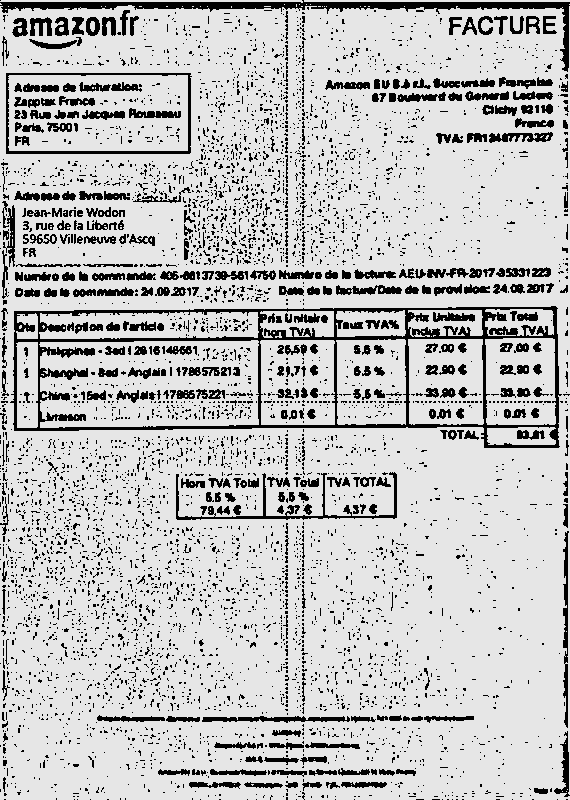 amazon.fr
FACTURE
Adresse de facturation:
Zapptax France
23 Rue Jean Jacques Rousseau
Paris, 75001
FR
Amazon EU S.à r.l., Succursale Française
67 Boulevard du General Leclerc
Clichy 92110
France
TVA: FR12487773327
Adresse de livraison:
Jean-Marie Wodon
3, rue de la Liberté
59650 Villeneuve d'Ascq
FR
Numéro de la commande: 406-6613739-5614750 Numéro de la facture: AEU-INV-FR-2017-35331223
Date de la commande: 24.09.2017 Date de la facture/Date de la provision: 24.09.2017
Qté Description de l'article Prix Unitaire (hors TVA) Taux TVA% Prix Unitaire (inclus TVA) Prix Total (inclus TVA)
1 Philippines - 3ed | 2816148661 25,59 € 5,5 % 27,00 € 27,00 €
1 Shanghai - 8ed - Anglais | 1786575213 21,71 € 5,5 % 22,90 € 22,90 €
1 China - 15ed - Anglais | 1786575221 32,13 € 5,5 % 33,90 € 33,90 €
Livraison 0,01 € 0,01 € 0,01 €
TOTAL: 83,81 €
Hors TVA Total TVA Total TVA TOTAL
5,5 % 5,5 %
79,44 € 4,37 € 4,37 €